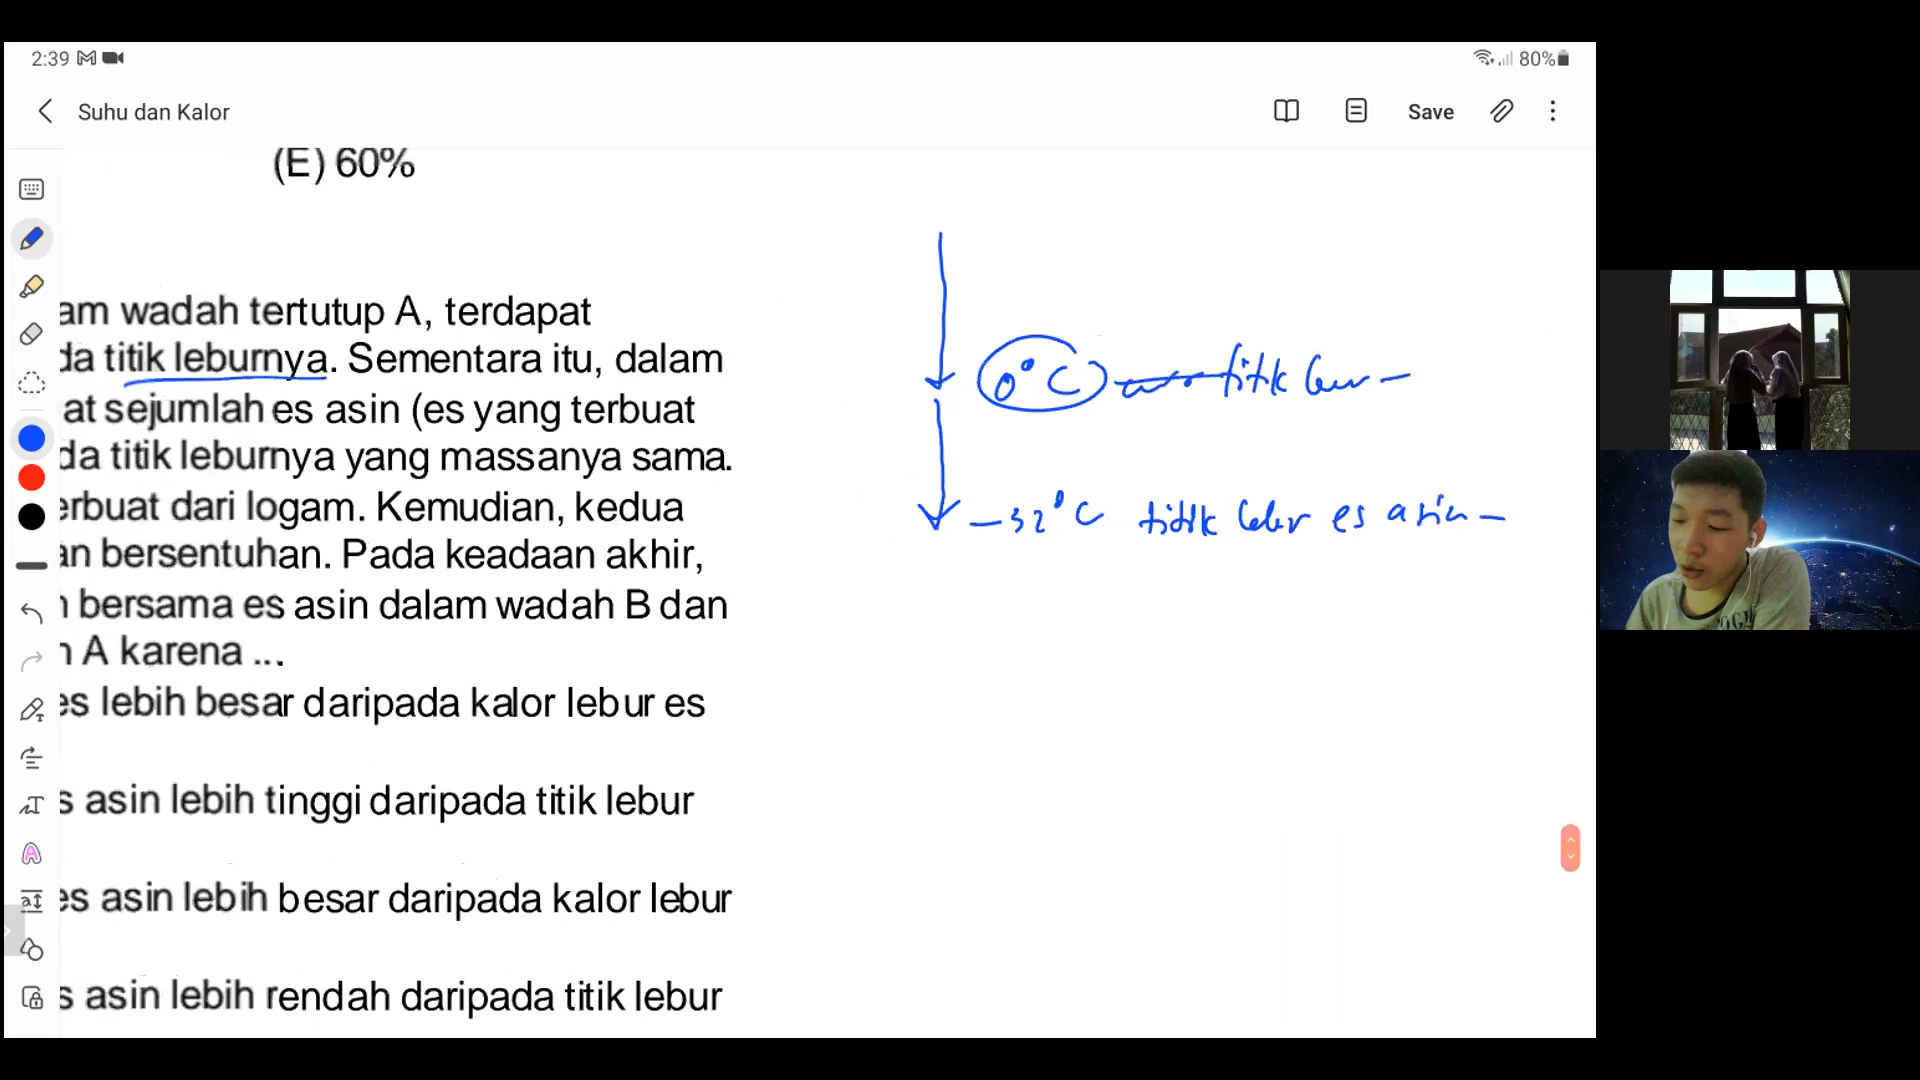 2:39
80%
Suhu dan Kalor
Save
(E) 60%
am wadah tertutup A, terdapat
da titik leburnya. Sementara itu, dalam
at sejumlah es asin (es yang terbuat
da titik leburnya yang massanya sama.
erbuat dari logam. Kemudian, kedua
an bersentuhan. Pada keadaan akhir,
n bersama es asin dalam wadah B dan
n A karena ...
es lebih besar daripada kalor lebur es
s asin lebih tinggi daripada titik lebur
es asin lebih besar daripada kalor lebur
s asin lebih rendah daripada titik lebur
0°C titik lebur
-32°C titik lebur es asin